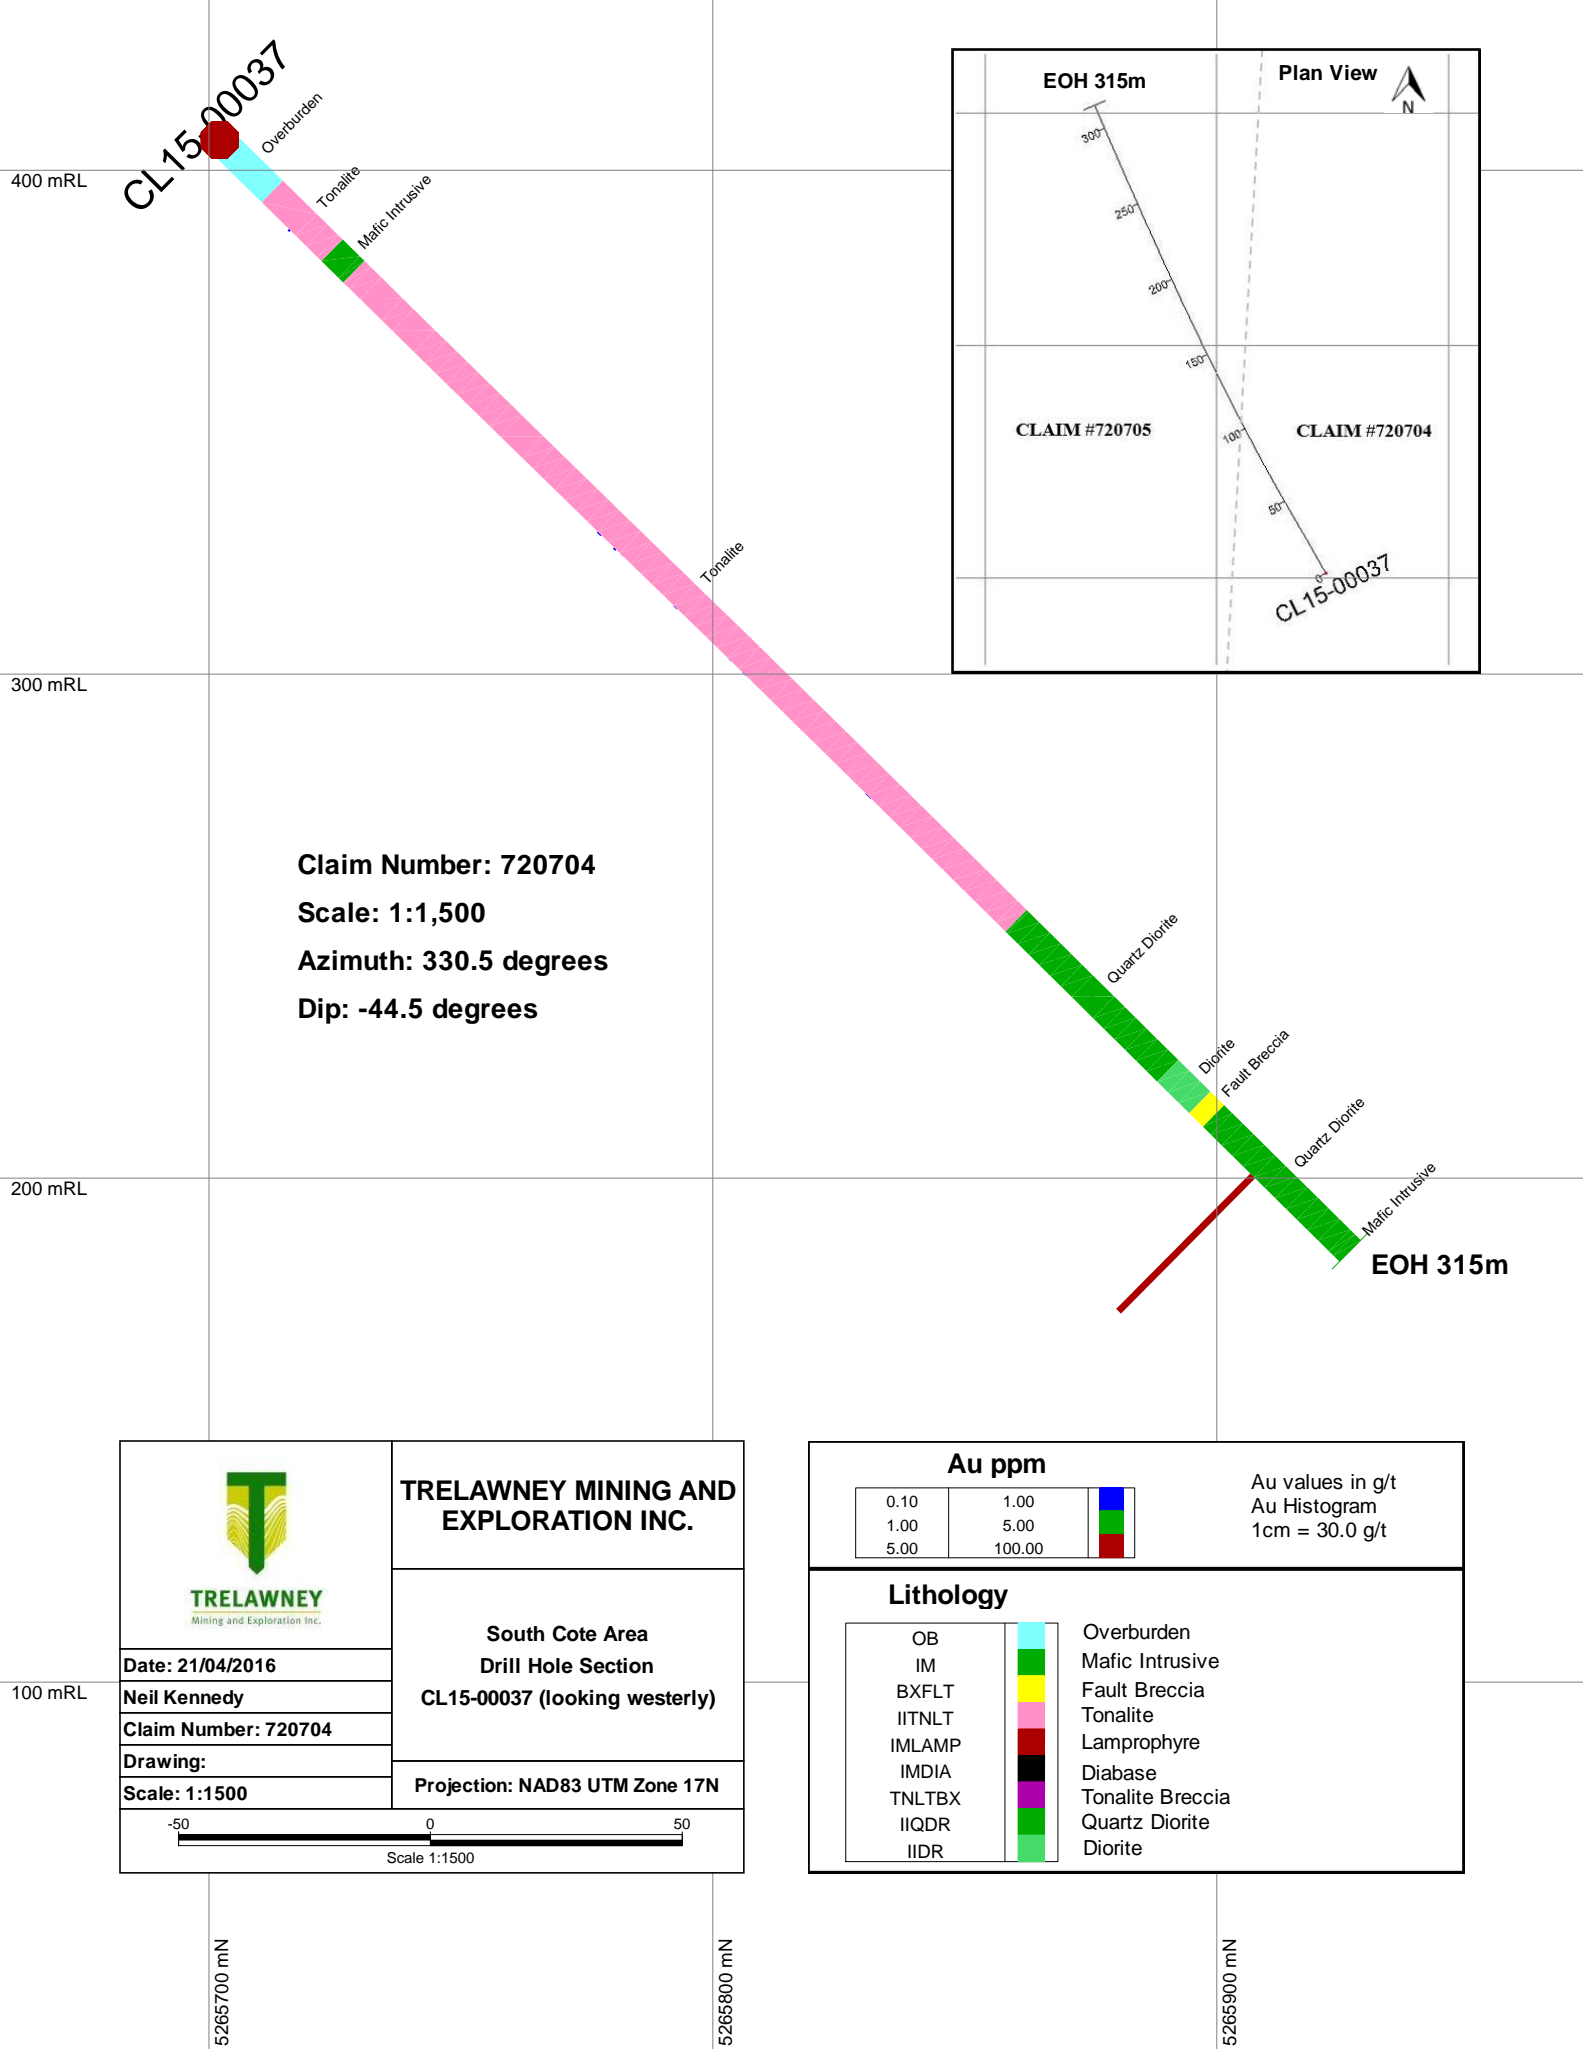 CL15-00037
Overburden
Tonalite
Mafic Intrusive
400 mRL
EOH 315m
Plan View
N
300
250
200
150
100
50
0
CLAIM #720705
CLAIM #720704
CL15-00037
Tonalite
300 mRL
Claim Number: 720704
Scale: 1:1,500
Azimuth: 330.5 degrees
Dip: -44.5 degrees
Quartz Diorite
Diorite
Fault Breccia
Quartz Diorite
Mafic Intrusive
200 mRL
EOH 315m
TRELAWNEY
Mining and Exploration Inc.
TRELAWNEY MINING AND
EXPLORATION INC.
South Cote Area
Drill Hole Section
CL15-00037 (looking westerly)
Date: 21/04/2016
Neil Kennedy
Claim Number: 720704
Drawing:
Scale: 1:1500
Projection: NAD83 UTM Zone 17N
-50 0 50
Scale 1:1500
Au ppm
0.10 1.00
1.00 5.00
5.00 100.00
Au values in g/t
Au Histogram
1cm = 30.0 g/t
Lithology
OB Overburden
IM Mafic Intrusive
BXFLT Fault Breccia
IITNLT Tonalite
IMLAMP Lamprophyre
IMDIA Diabase
TNLTBX Tonalite Breccia
IIQDR Quartz Diorite
IIDR Diorite
100 mRL
5265700 mN
5265800 mN
5265900 mN